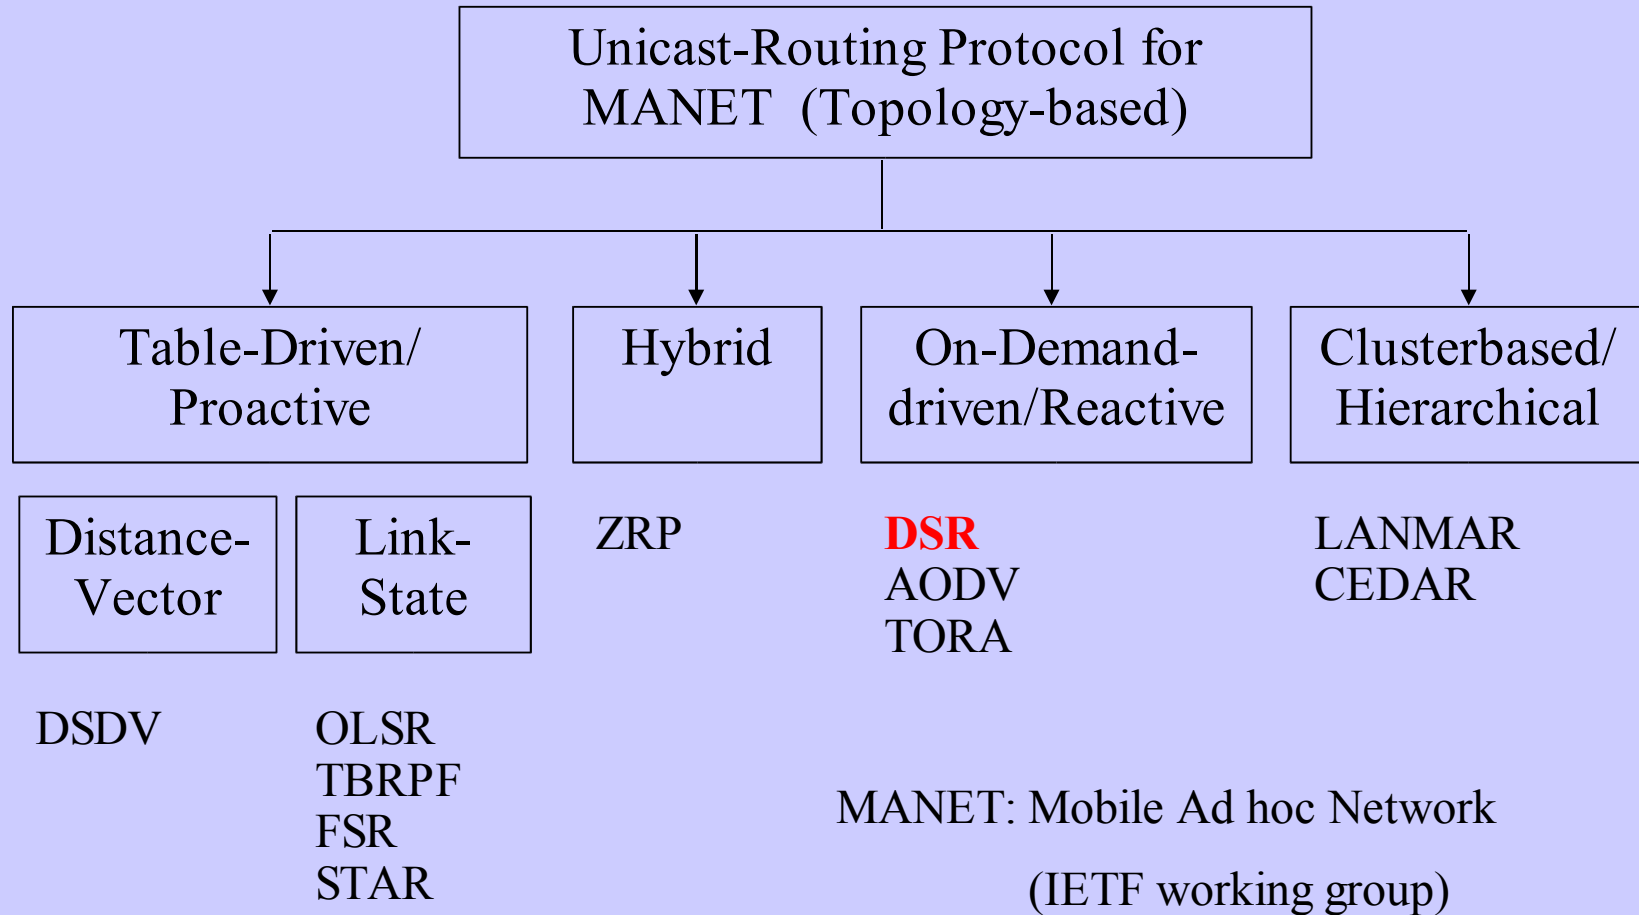 Unicast-Routing Protocol for
MANET (Topology-based)
Table-Driven/
Proactive
Hybrid
On-Demand-
driven/Reactive
Clusterbased/
Hierarchical
Distance-
Vector
Link-
State
ZRP
DSR
AODV
TORA
LANMAR
CEDAR
DSDV
OLSR
TBRPF
FSR
STAR
MANET: Mobile Ad hoc Network
(IETF working group)